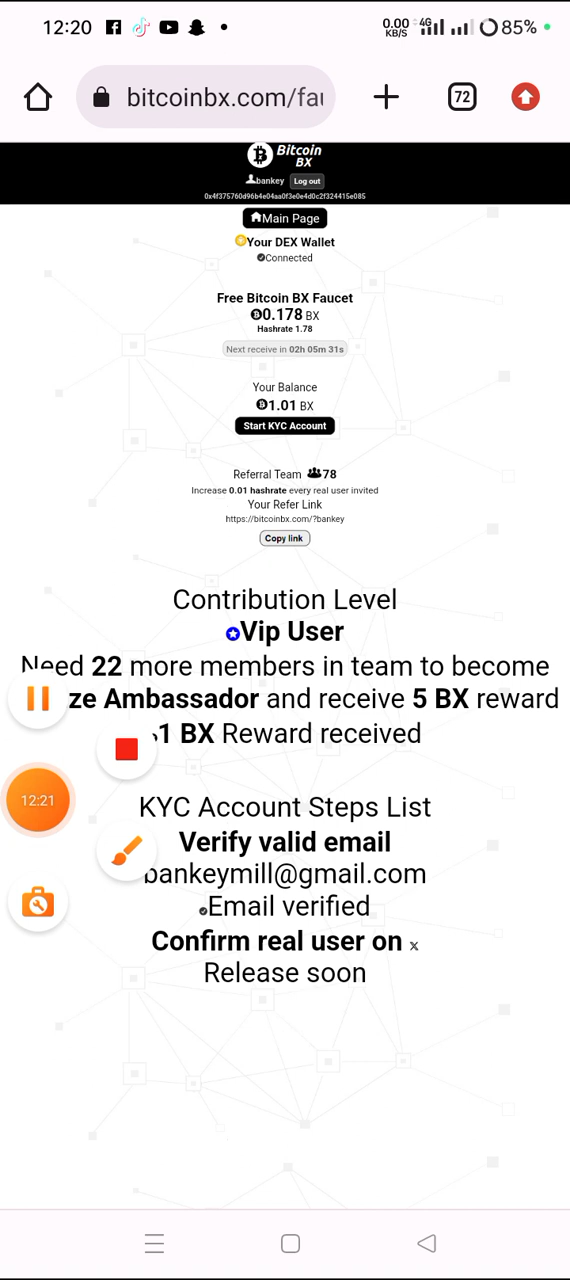 12:20
0.00 KB/S
4G
85%
bitcoinbx.com/fau
72
Bitcoin
BX
bankey Log out
0x4f375760d96b4e04aa0f3e0e4d0c2f324415e085
Main Page
Your DEX Wallet
Connected
Free Bitcoin BX Faucet
0.178 BX
Hashrate 1.78
Next receive in 02h 05m 31s
Your Balance
1.01 BX
Start KYC Account
Referral Team 78
Increase 0.01 hashrate every real user invited
Your Refer Link
https://bitcoinbx.com/?bankey
Copy link
Contribution Level
Vip User
Need 22 more members in team to become
ze Ambassador and receive 5 BX reward
1 BX Reward received
12:21
KYC Account Steps List
Verify valid email
bankeymill@gmail.com
Email verified
Confirm real user on X
Release soon